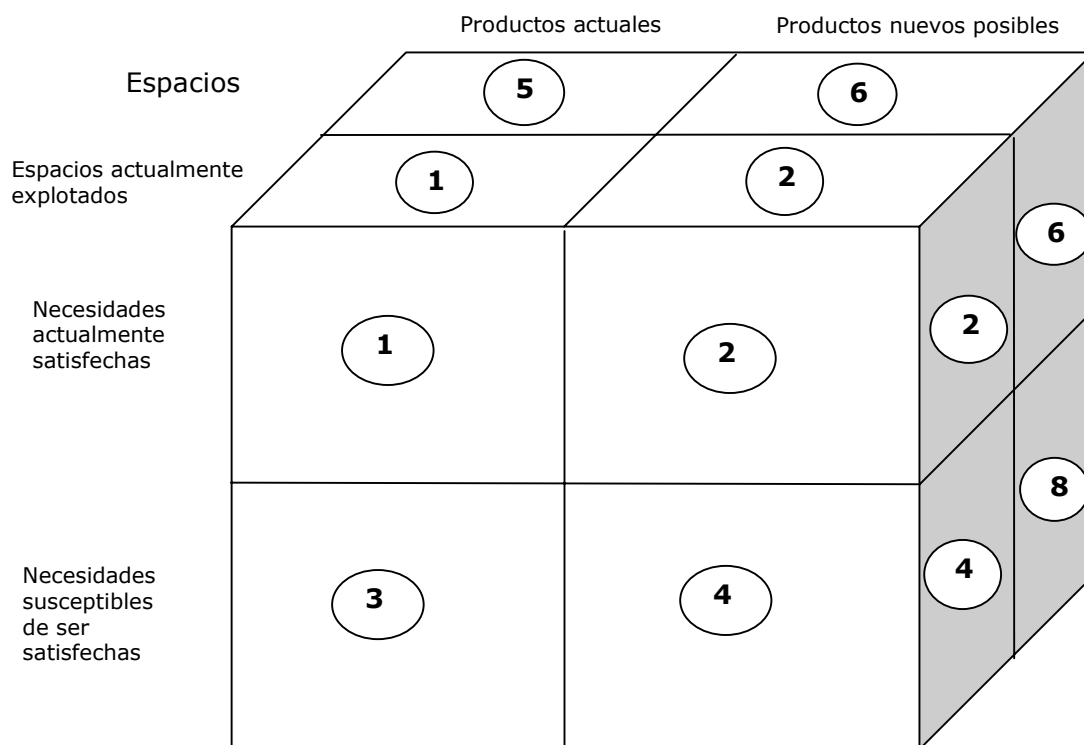 Productos actuales
Productos nuevos posibles
Espacios
5
6
Espacios actualmente
explotados
1
2
6
Necesidades
actualmente
satisfechas
1
2
2
8
Necesidades
susceptibles
de ser
satisfechas
3
4
4